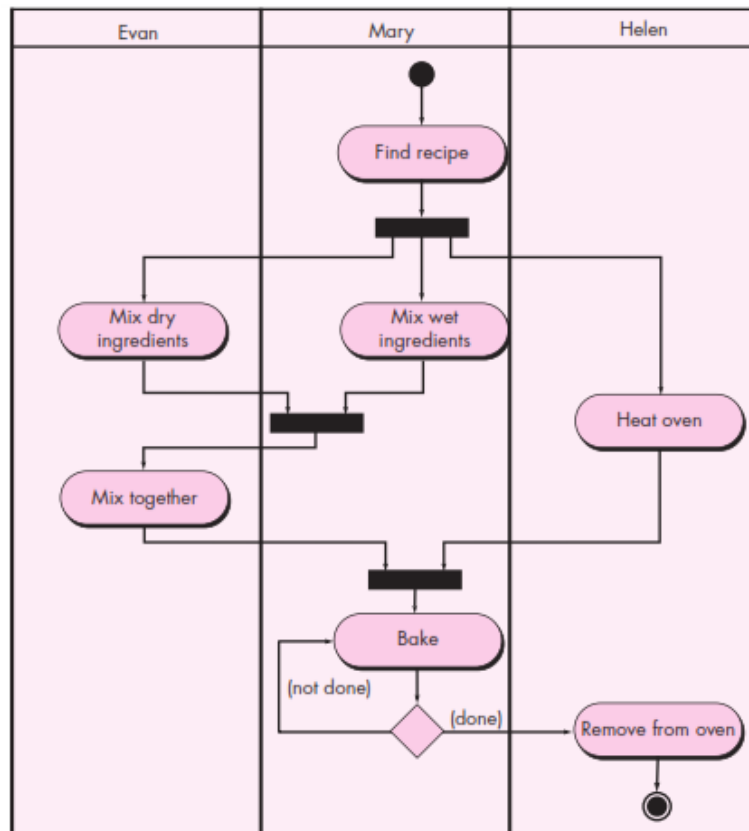 Evan
Mary
Helen
Find recipe
Mix dry
ingredients
Mix wet
ingredients
Heat oven
Mix together
Bake
(not done)
(done)
Remove from oven